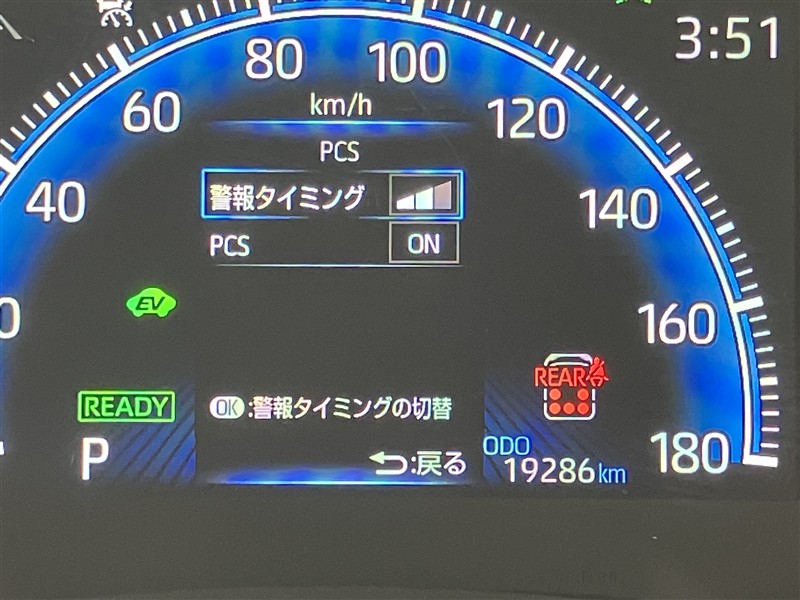 3:51
80
100
km/h
60
120
PCS
警報タイミング
40
140
PCS ON
EV
0
160
REAR
READY
OK:警報タイミングの切替
P
:戻る
ODO
19286km
180